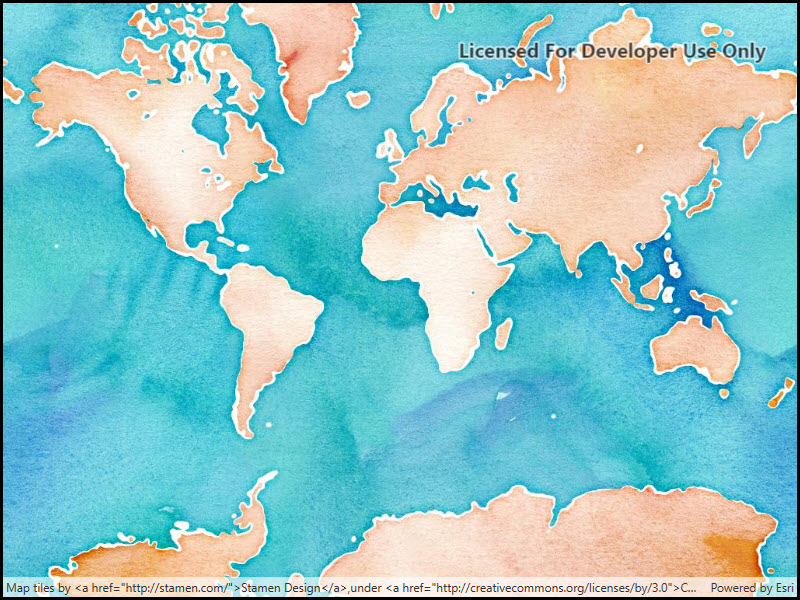 Licensed For Developer Use Only
Map tiles by <a href="http://stamen.com/">Stamen Design</a>,under <a href="http://creativecommons.org/licenses/by/3.0">C... Powered by Esri